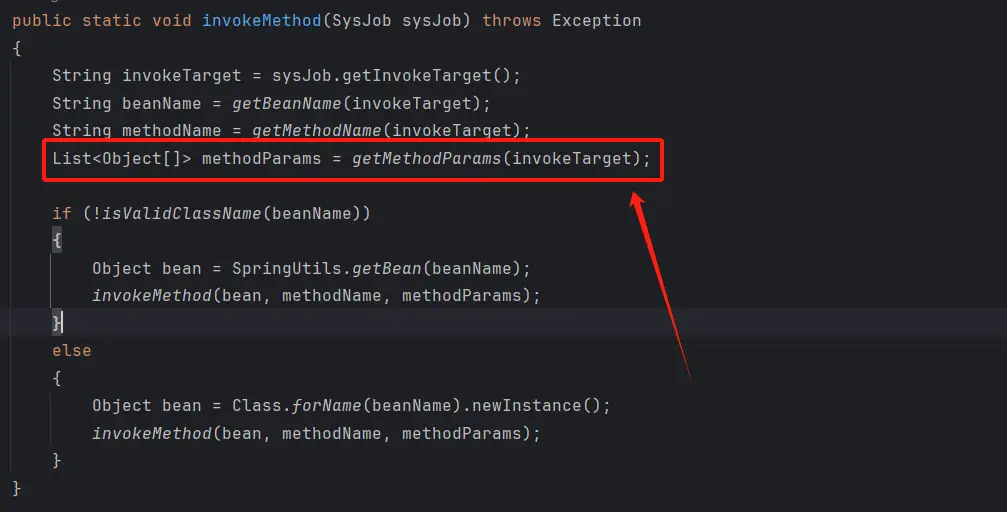 public static void invokeMethod(SysJob sysJob) throws Exception
{
    String invokeTarget = sysJob.getInvokeTarget();
    String beanName = getBeanName(invokeTarget);
    String methodName = getMethodName(invokeTarget);
    List<Object[]> methodParams = getMethodParams(invokeTarget);
    if (!isValidClassName(beanName))
    {
        Object bean = SpringUtils.getBean(beanName);
        invokeMethod(bean, methodName, methodParams);
    }
    else
    {
        Object bean = Class.forName(beanName).newInstance();
        invokeMethod(bean, methodName, methodParams);
    }
}